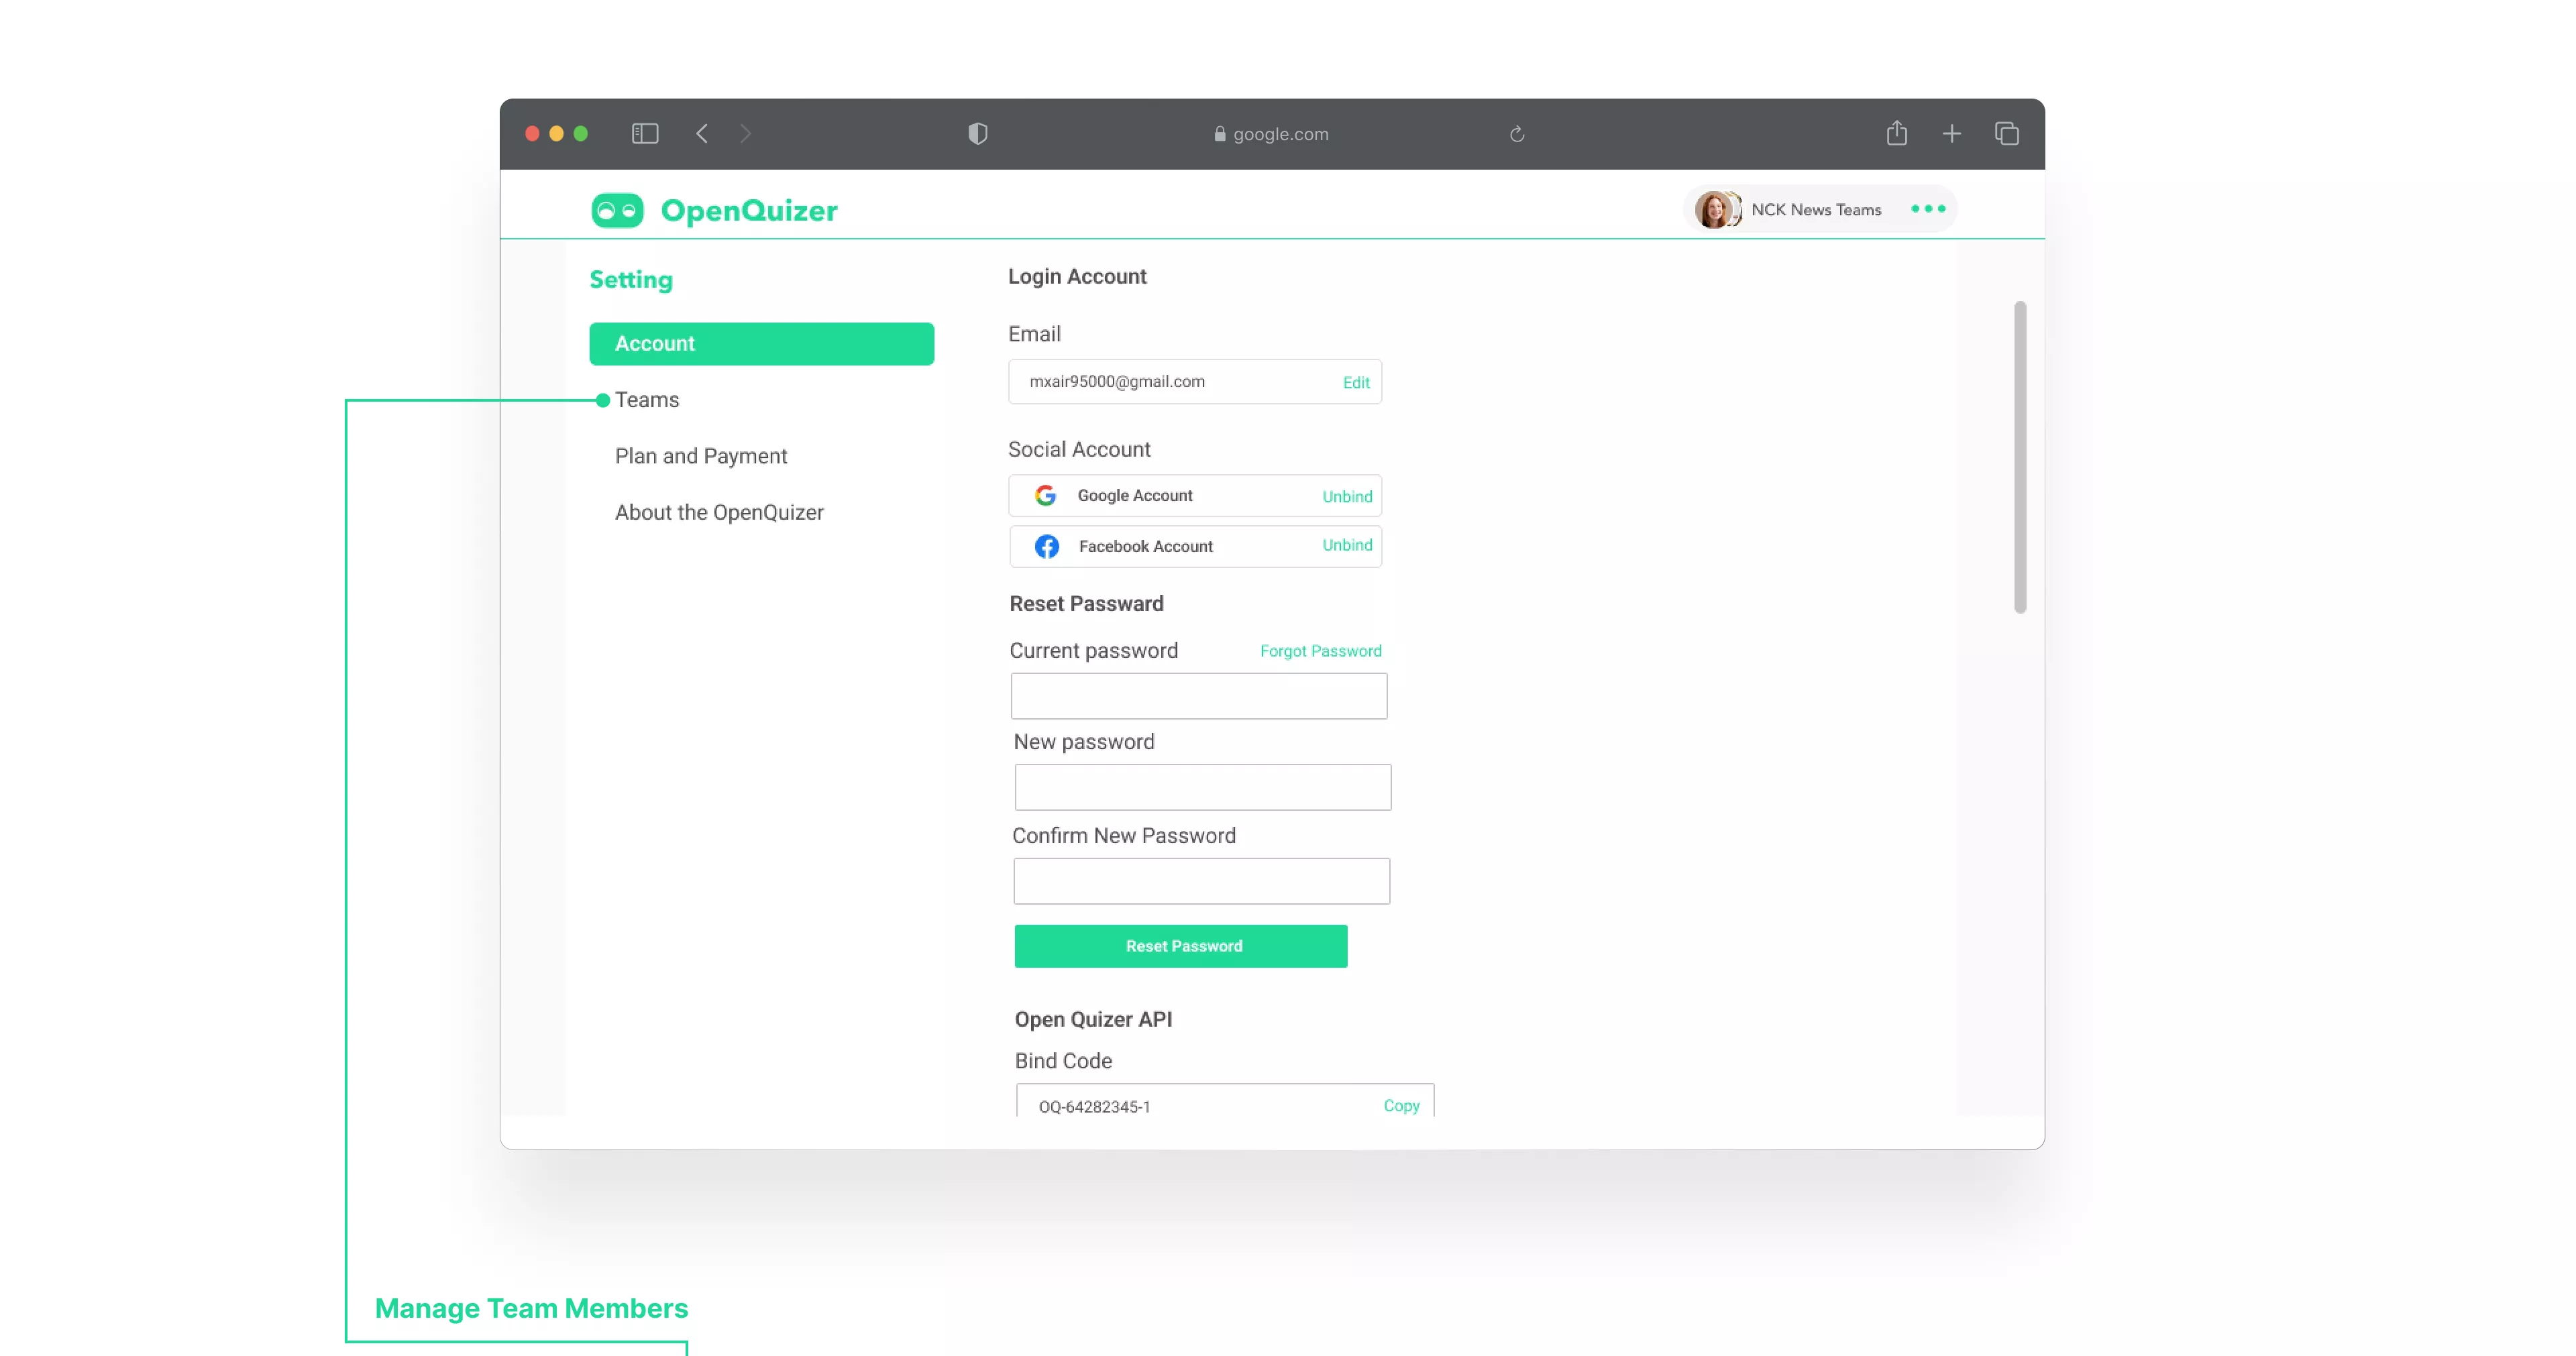 google.com
OpenQuizer
NCK News Teams
Setting
Account
Teams
Plan and Payment
About the OpenQuizer
Login Account
Email
mxair95000@gmail.com Edit
Social Account
Google Account Unbind
Facebook Account Unbind
Reset Passward
Current password Forgot Password
New password
Confirm New Password
Reset Password
Open Quizer API
Bind Code
OQ-64282345-1 Copy
Manage Team Members